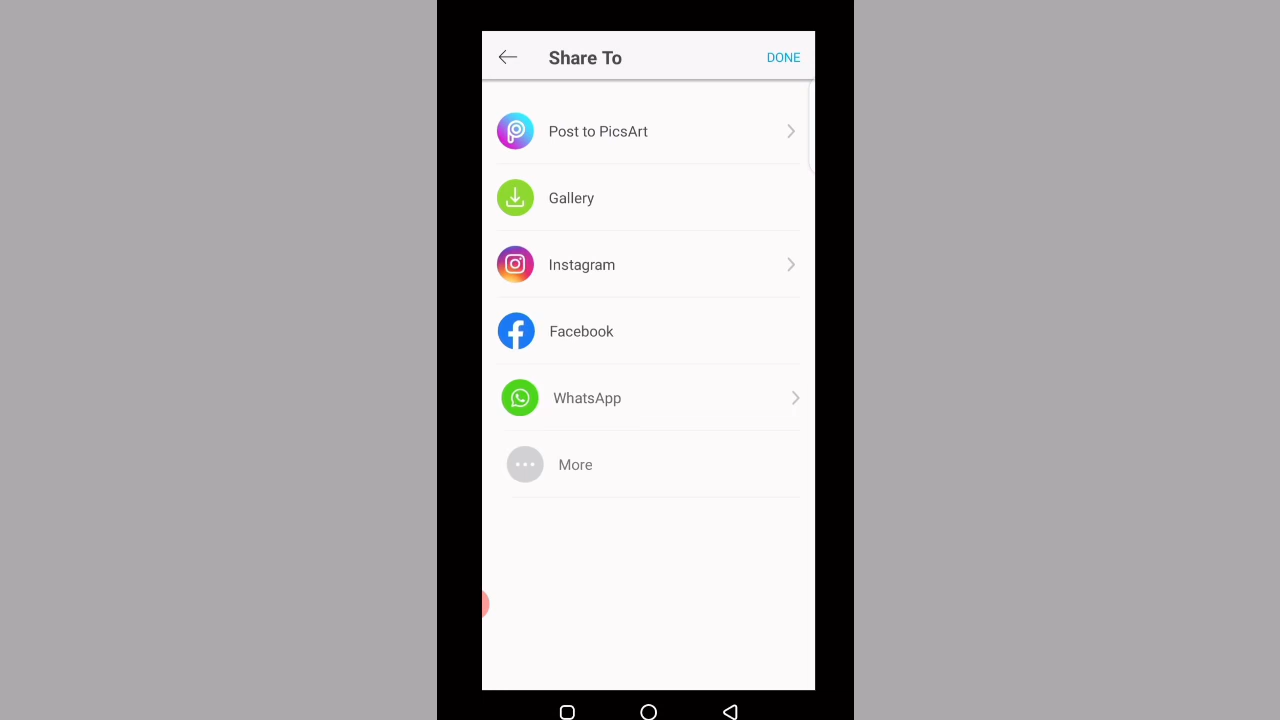 Share To
DONE
Post to PicsArt
Gallery
Instagram
Facebook
WhatsApp
More